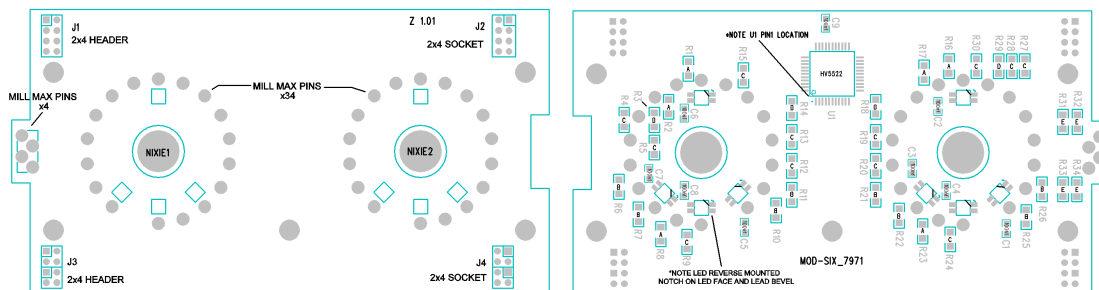 J1
2x4 HEADER
Z 1.01
J2
2x4 SOCKET
MILL MAX PINS
x4
MILL MAX PINS
x34
NIXIE1
NIXIE2
J3
2x4 HEADER
J4
2x4 SOCKET
*NOTE U1 PIN1 LOCATION
C9
HV5522
U1
R15
C
A
R3
R4
C
D
A
R2
C6
R5
C
C7
C8
B
R6
B
R7
A
R8
C
R9
C5
D
R14
C
R13
C
R12
B
R11
B
R10
R17
A
R16
A
R30
C
R29
D
R28
C
R27
C
D
R18
C
R19
C
R20
B
R21
C2
C3
C4
R31
E
R32
E
R33
E
R34
E
B
R22
A
R23
C
R24
C1
B
R25
B
R26
*NOTE LED REVERSE MOUNTED
NOTCH ON LED FACE AND LEAD BEVEL
MOD-SIX_7971